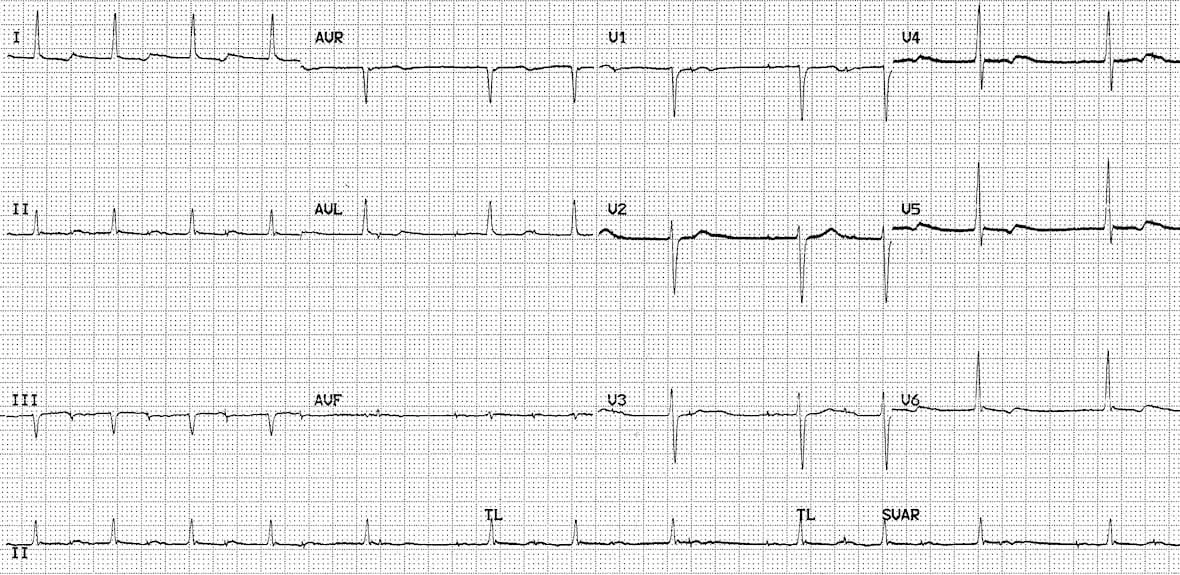 I AVR V1 V4
II AVL V2 V5
III AVF V3 V6
TL TL SVAR
II